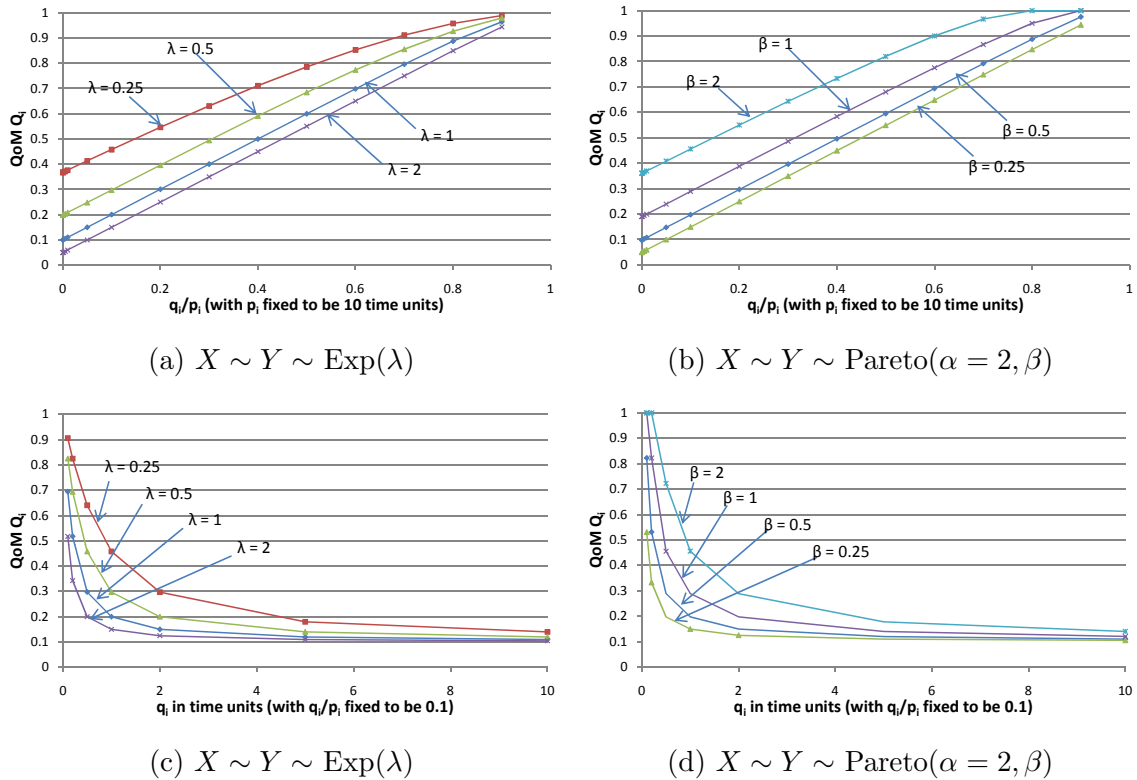 1
0.9
0.8
0.7
0.6
0.5
0.4
0.3
0.2
0.1
0
QoM Qi
λ = 0.5
λ = 0.25
λ = 1
λ = 2
0 0.2 0.4 0.6 0.8 1
qi/pi (with pi fixed to be 10 time units)
(a) X ∼ Y ∼ Exp(λ)
1
0.9
0.8
0.7
0.6
0.5
0.4
0.3
0.2
0.1
0
QoM Qi
β = 1
β = 2
β = 0.5
β = 0.25
0 0.2 0.4 0.6 0.8 1
qi/pi (with pi fixed to be 10 time units)
(b) X ∼ Y ∼ Pareto(α = 2, β)
1
0.9
0.8
0.7
0.6
0.5
0.4
0.3
0.2
0.1
0
QoM Qi
λ = 0.25
λ = 0.5
λ = 1
λ = 2
0 2 4 6 8 10
qi in time units (with qi/pi fixed to be 0.1)
(c) X ∼ Y ∼ Exp(λ)
1
0.9
0.8
0.7
0.6
0.5
0.4
0.3
0.2
0.1
0
QoM Qi
β = 2
β = 1
β = 0.5
β = 0.25
0 2 4 6 8 10
qi in time units (with qi/pi fixed to be 0.1)
(d) X ∼ Y ∼ Pareto(α = 2, β)